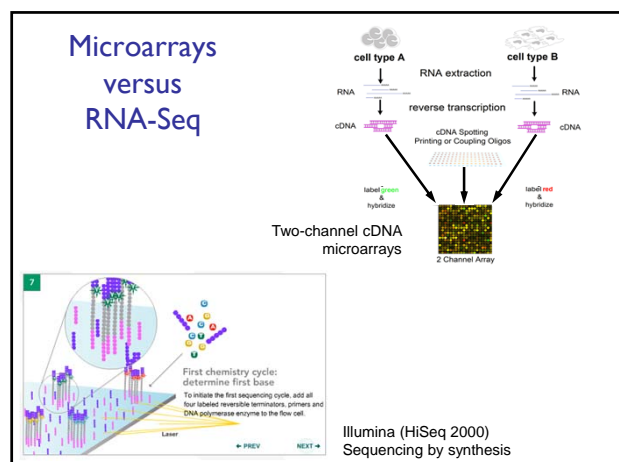 Microarrays
versus
RNA-Seq
cell type A
cell type B
RNA extraction
RNA
RNA
reverse transcription
cDNA
cDNA
cDNA Spotting
Printing or Coupling Oligos
label green
&
hybridize
label red
&
hybridize
Two-channel cDNA
microarrays
2 Channel Array
7
C
A
G
C
A
C
G
T
G
T
First chemistry cycle:
determine first base
To initiate the first sequencing cycle, add all
four labeled reversible terminators, primers and
DNA polymerase enzyme to the flow cell.
Laser
PREV
NEXT
Illumina (HiSeq 2000)
Sequencing by synthesis